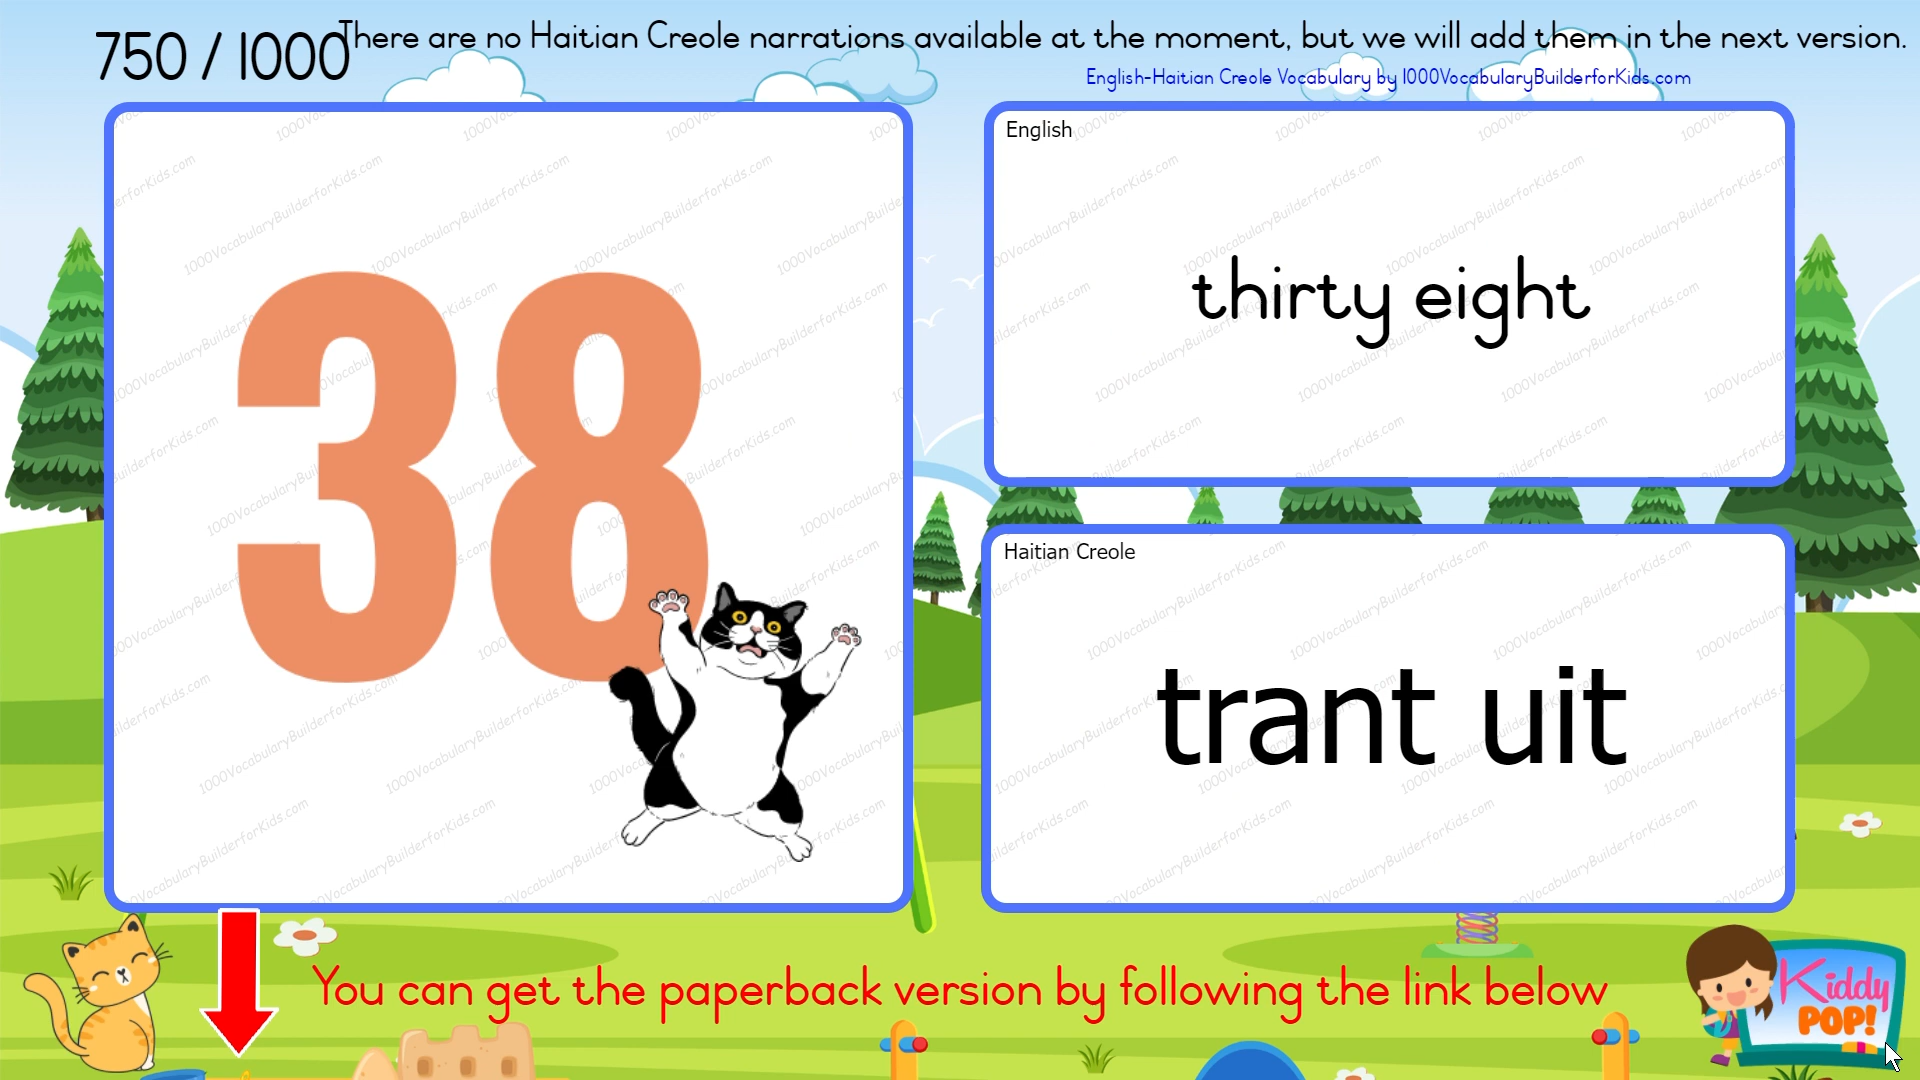 750 / 1000
There are no Haitian Creole narrations available at the moment, but we will add them in the next version.
English-Haitian Creole Vocabulary by 1000VocabularyBuilderforKids.com
38
English
thirty eight
Haitian Creole
trant uit
You can get the paperback version by following the link below
Kiddy
POP!
1000VocabularyBuilderforKids.com